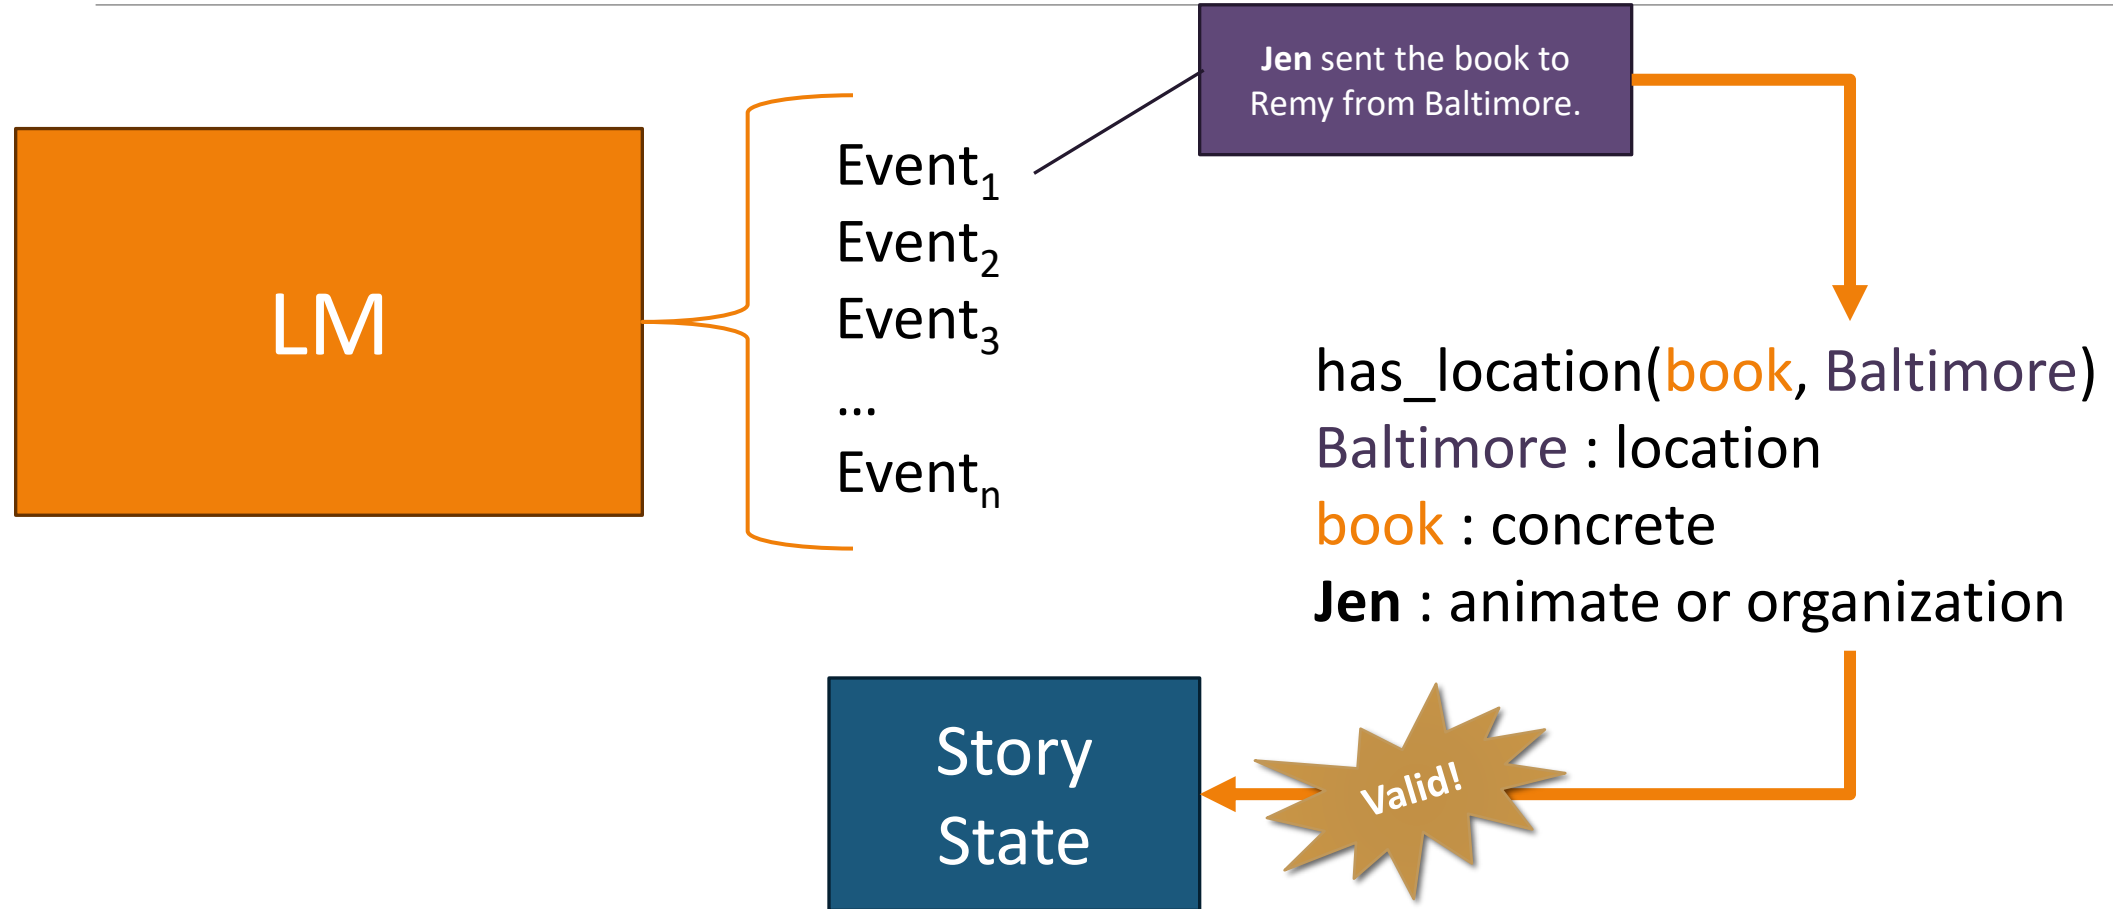 Jen sent the book to
Remy from Baltimore.
LM
Event₁
Event₂
Event₃
...
Eventₙ
has_location(book, Baltimore)
Baltimore : location
book : concrete
Jen : animate or organization
Story
State
Valid!